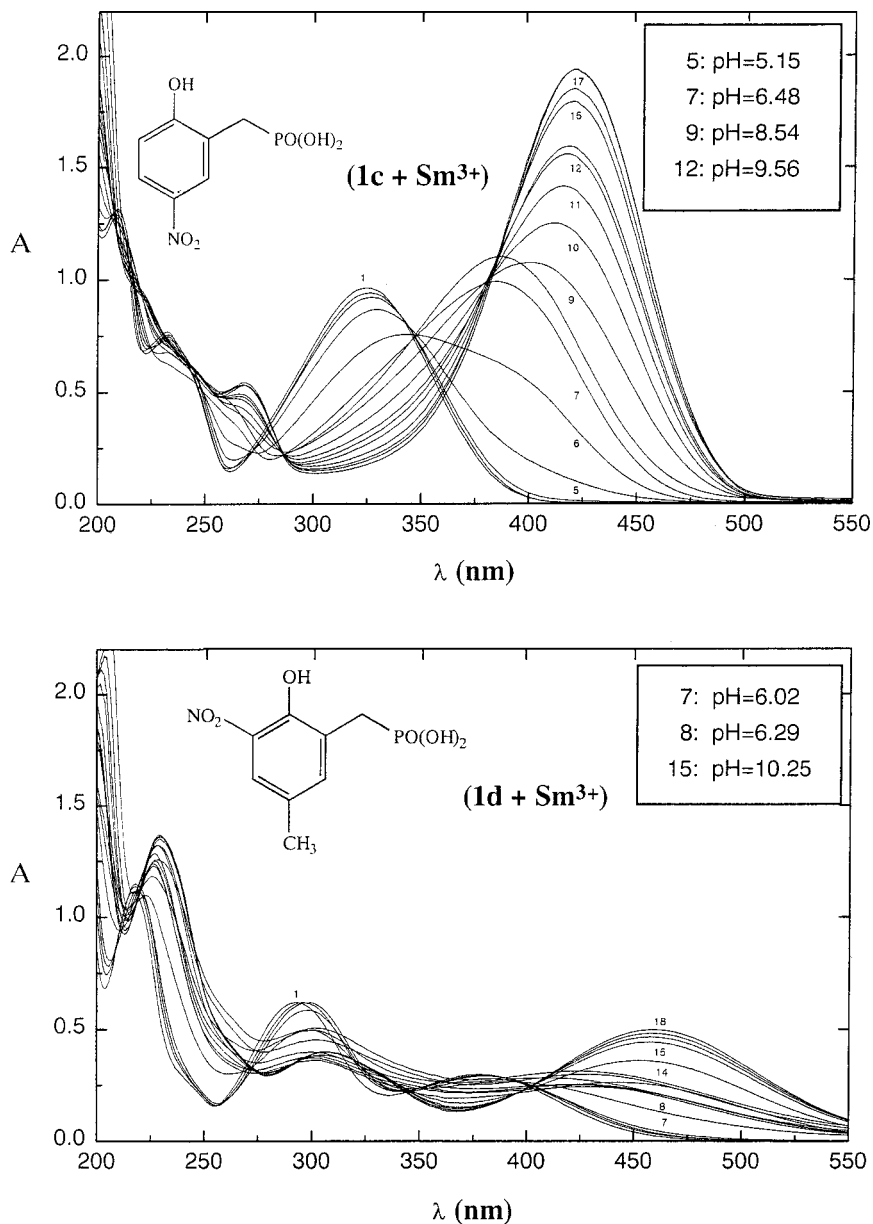 2.0
1.5
1.0
0.5
0.0
A
OH
PO(OH)₂
NO₂
(1c + Sm³⁺)
5: pH=5.15
7: pH=6.48
9: pH=8.54
12: pH=9.56
1
17
15
12
11
10
9
7
6
5
200 250 300 350 400 450 500 550
λ (nm)
2.0
1.5
1.0
0.5
0.0
A
OH
NO₂
PO(OH)₂
CH₃
(1d + Sm³⁺)
7: pH=6.02
8: pH=6.29
15: pH=10.25
1
18
15
14
8
7
200 250 300 350 400 450 500 550
λ (nm)